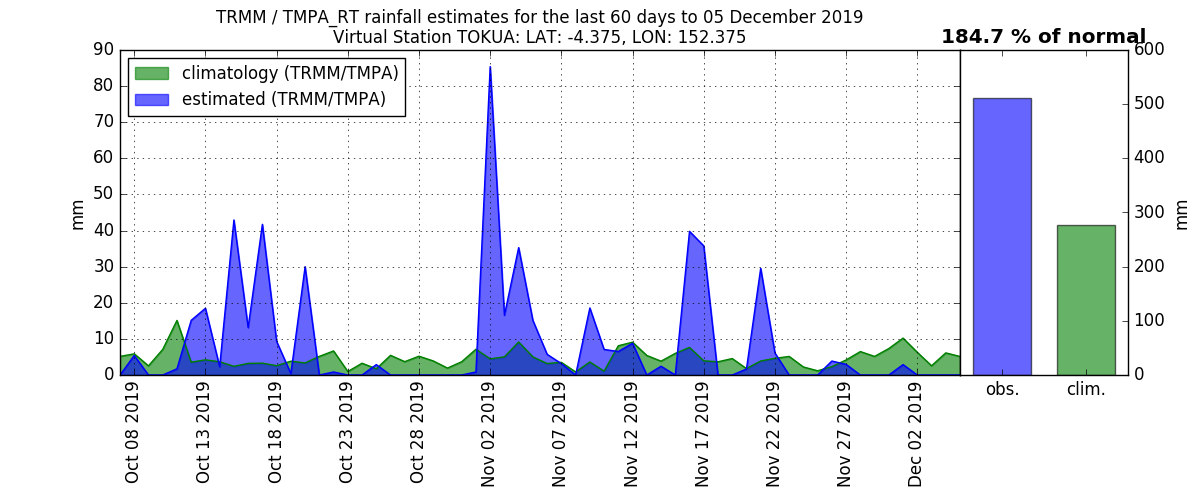 TRMM / TMPA_RT rainfall estimates for the last 60 days to 05 December 2019
Virtual Station TOKUA: LAT: -4.375, LON: 152.375
184.7 % of normal
climatology (TRMM/TMPA)
estimated (TRMM/TMPA)
mm
90
80
70
60
50
40
30
20
10
0
Oct 08 2019
Oct 13 2019
Oct 18 2019
Oct 23 2019
Oct 28 2019
Nov 02 2019
Nov 07 2019
Nov 12 2019
Nov 17 2019
Nov 22 2019
Nov 27 2019
Dec 02 2019
600
500
400
300
200
100
0
mm
obs.
clim.